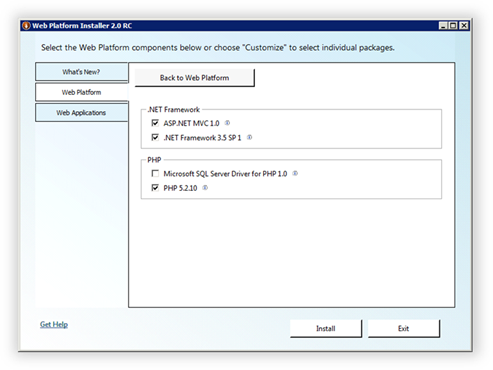 Web Platform Installer 2.0 RC
Select the Web Platform components below or choose "Customize" to select individual packages.
What's New?
Web Platform
Web Applications
Back to Web Platform
.NET Framework
ASP.NET MVC 1.0
.NET Framework 3.5 SP 1
PHP
Microsoft SQL Server Driver for PHP 1.0
PHP 5.2.10
Get Help
Install
Exit